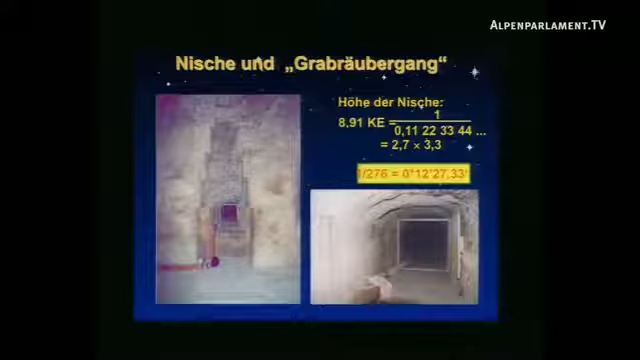 ALPENPARLAMENT.TV
Nische und „Grabräubergang“
Höhe der Nische:
8,91 KE = 1
0,11 22 33 44 ...
= 2,7 × 3,3
1/276 = 0°12'27,33"